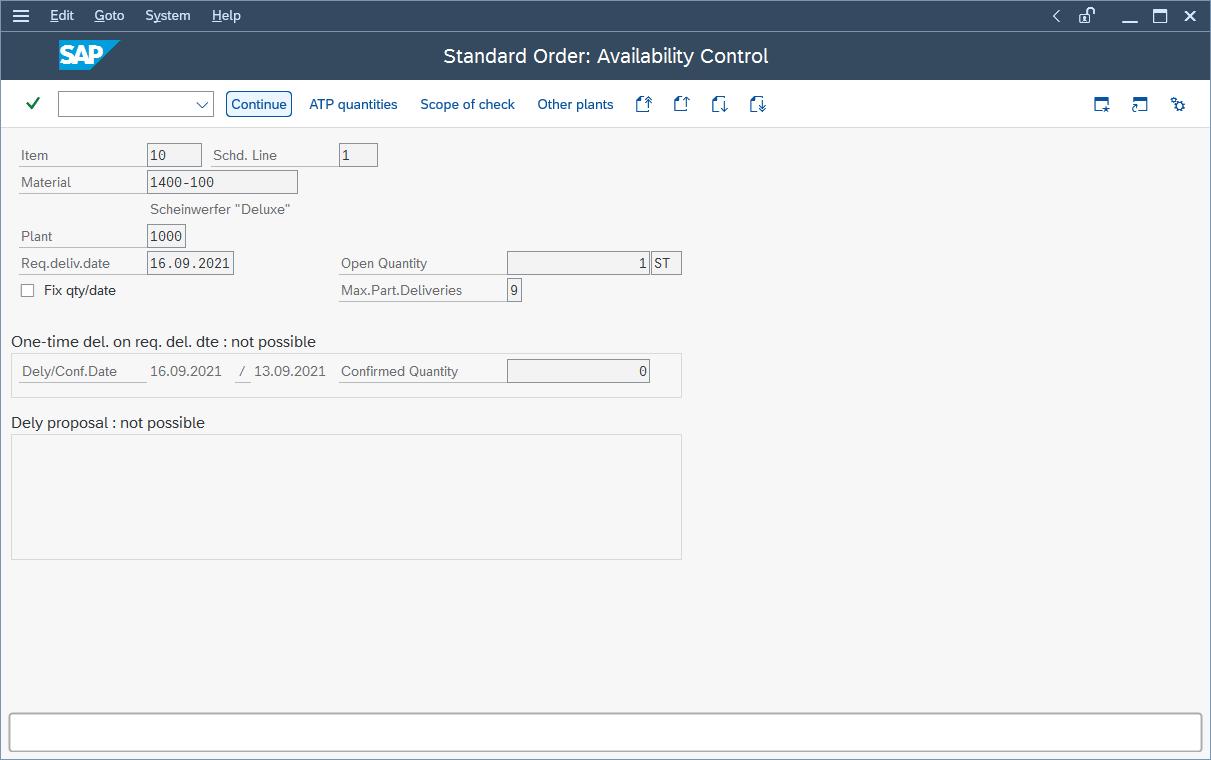 Edit Goto System Help
SAP Standard Order: Availability Control
Continue ATP quantities Scope of check Other plants
Item 10 Schd. Line 1
Material 1400-100
Scheinwerfer "Deluxe"
Plant 1000
Req.deliv.date 16.09.2021 Open Quantity 1 ST
Fix qty/date Max.Part.Deliveries 9
One-time del. on req. del. dte : not possible
Dely/Conf.Date 16.09.2021 / 13.09.2021 Confirmed Quantity 0
Dely proposal : not possible